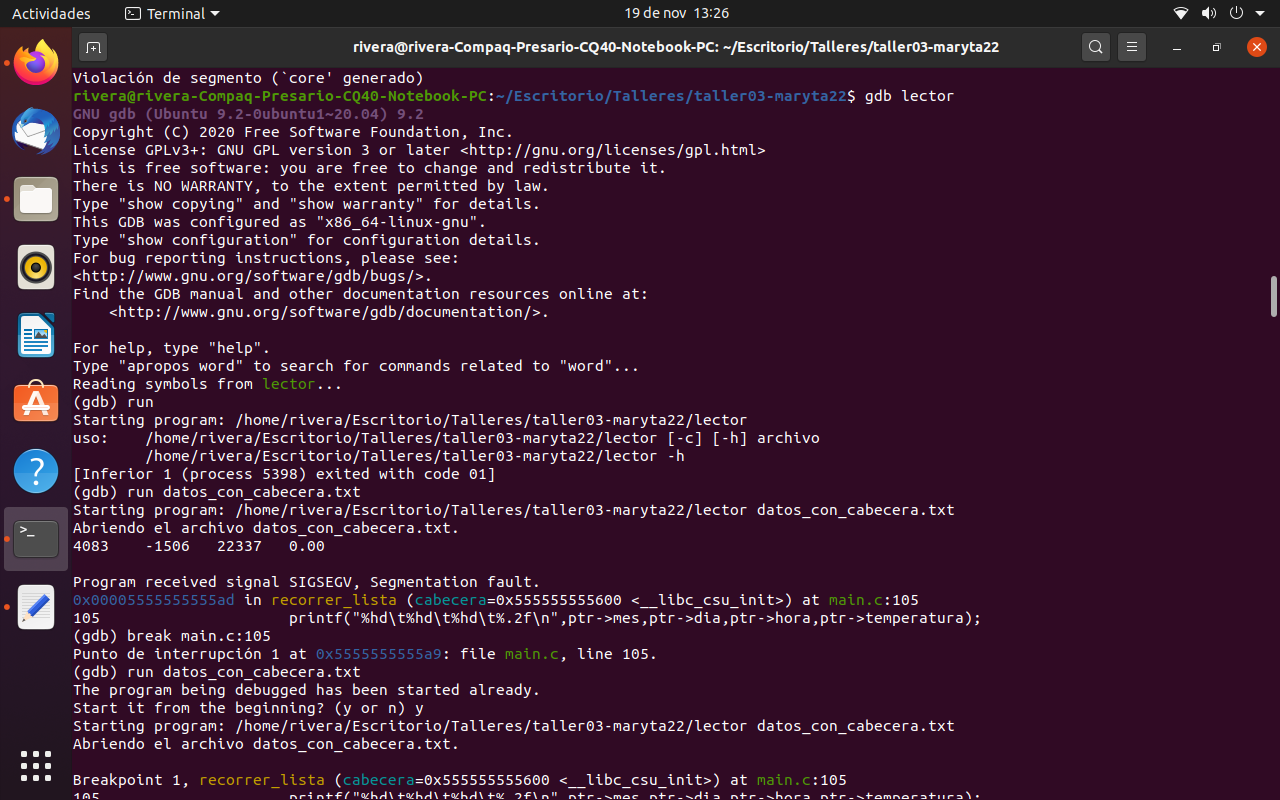 Actividades
Terminal
19 de nov 13:26
rivera@rivera-Compaq-Presario-CQ40-Notebook-PC: ~/Escritorio/Talleres/taller03-maryta22
Violación de segmento (`core' generado)
rivera@rivera-Compaq-Presario-CQ40-Notebook-PC:~/Escritorio/Talleres/taller03-maryta22$ gdb lector
GNU gdb (Ubuntu 9.2-0ubuntu1~20.04) 9.2
Copyright (C) 2020 Free Software Foundation, Inc.
License GPLv3+: GNU GPL version 3 or later <http://gnu.org/licenses/gpl.html>
This is free software: you are free to change and redistribute it.
There is NO WARRANTY, to the extent permitted by law.
Type "show copying" and "show warranty" for details.
This GDB was configured as "x86_64-linux-gnu".
Type "show configuration" for configuration details.
For bug reporting instructions, please see:
<http://www.gnu.org/software/gdb/bugs/>.
Find the GDB manual and other documentation resources online at:
    <http://www.gnu.org/software/gdb/documentation/>.
For help, type "help".
Type "apropos word" to search for commands related to "word"...
Reading symbols from lector...
(gdb) run
Starting program: /home/rivera/Escritorio/Talleres/taller03-maryta22/lector
uso:    /home/rivera/Escritorio/Talleres/taller03-maryta22/lector [-c] [-h] archivo
        /home/rivera/Escritorio/Talleres/taller03-maryta22/lector -h
[Inferior 1 (process 5398) exited with code 01]
(gdb) run datos_con_cabecera.txt
Starting program: /home/rivera/Escritorio/Talleres/taller03-maryta22/lector datos_con_cabecera.txt
Abriendo el archivo datos_con_cabecera.txt.
4083    -1506   22337   0.00
Program received signal SIGSEGV, Segmentation fault.
0x00005555555555ad in recorrer_lista (cabecera=0x555555555600 <__libc_csu_init>) at main.c:105
105                     printf("%hd\t%hd\t%hd\t%.2f\n",ptr->mes,ptr->dia,ptr->hora,ptr->temperatura);
(gdb) break main.c:105
Punto de interrupción 1 at 0x5555555555a9: file main.c, line 105.
(gdb) run datos_con_cabecera.txt
The program being debugged has been started already.
Start it from the beginning? (y or n) y
Starting program: /home/rivera/Escritorio/Talleres/taller03-maryta22/lector datos_con_cabecera.txt
Abriendo el archivo datos_con_cabecera.txt.
Breakpoint 1, recorrer_lista (cabecera=0x555555555600 <__libc_csu_init>) at main.c:105
105                     printf("%hd\t%hd\t%hd\t%.2f\n",ptr->mes,ptr->dia,ptr->hora,ptr->temperatura);